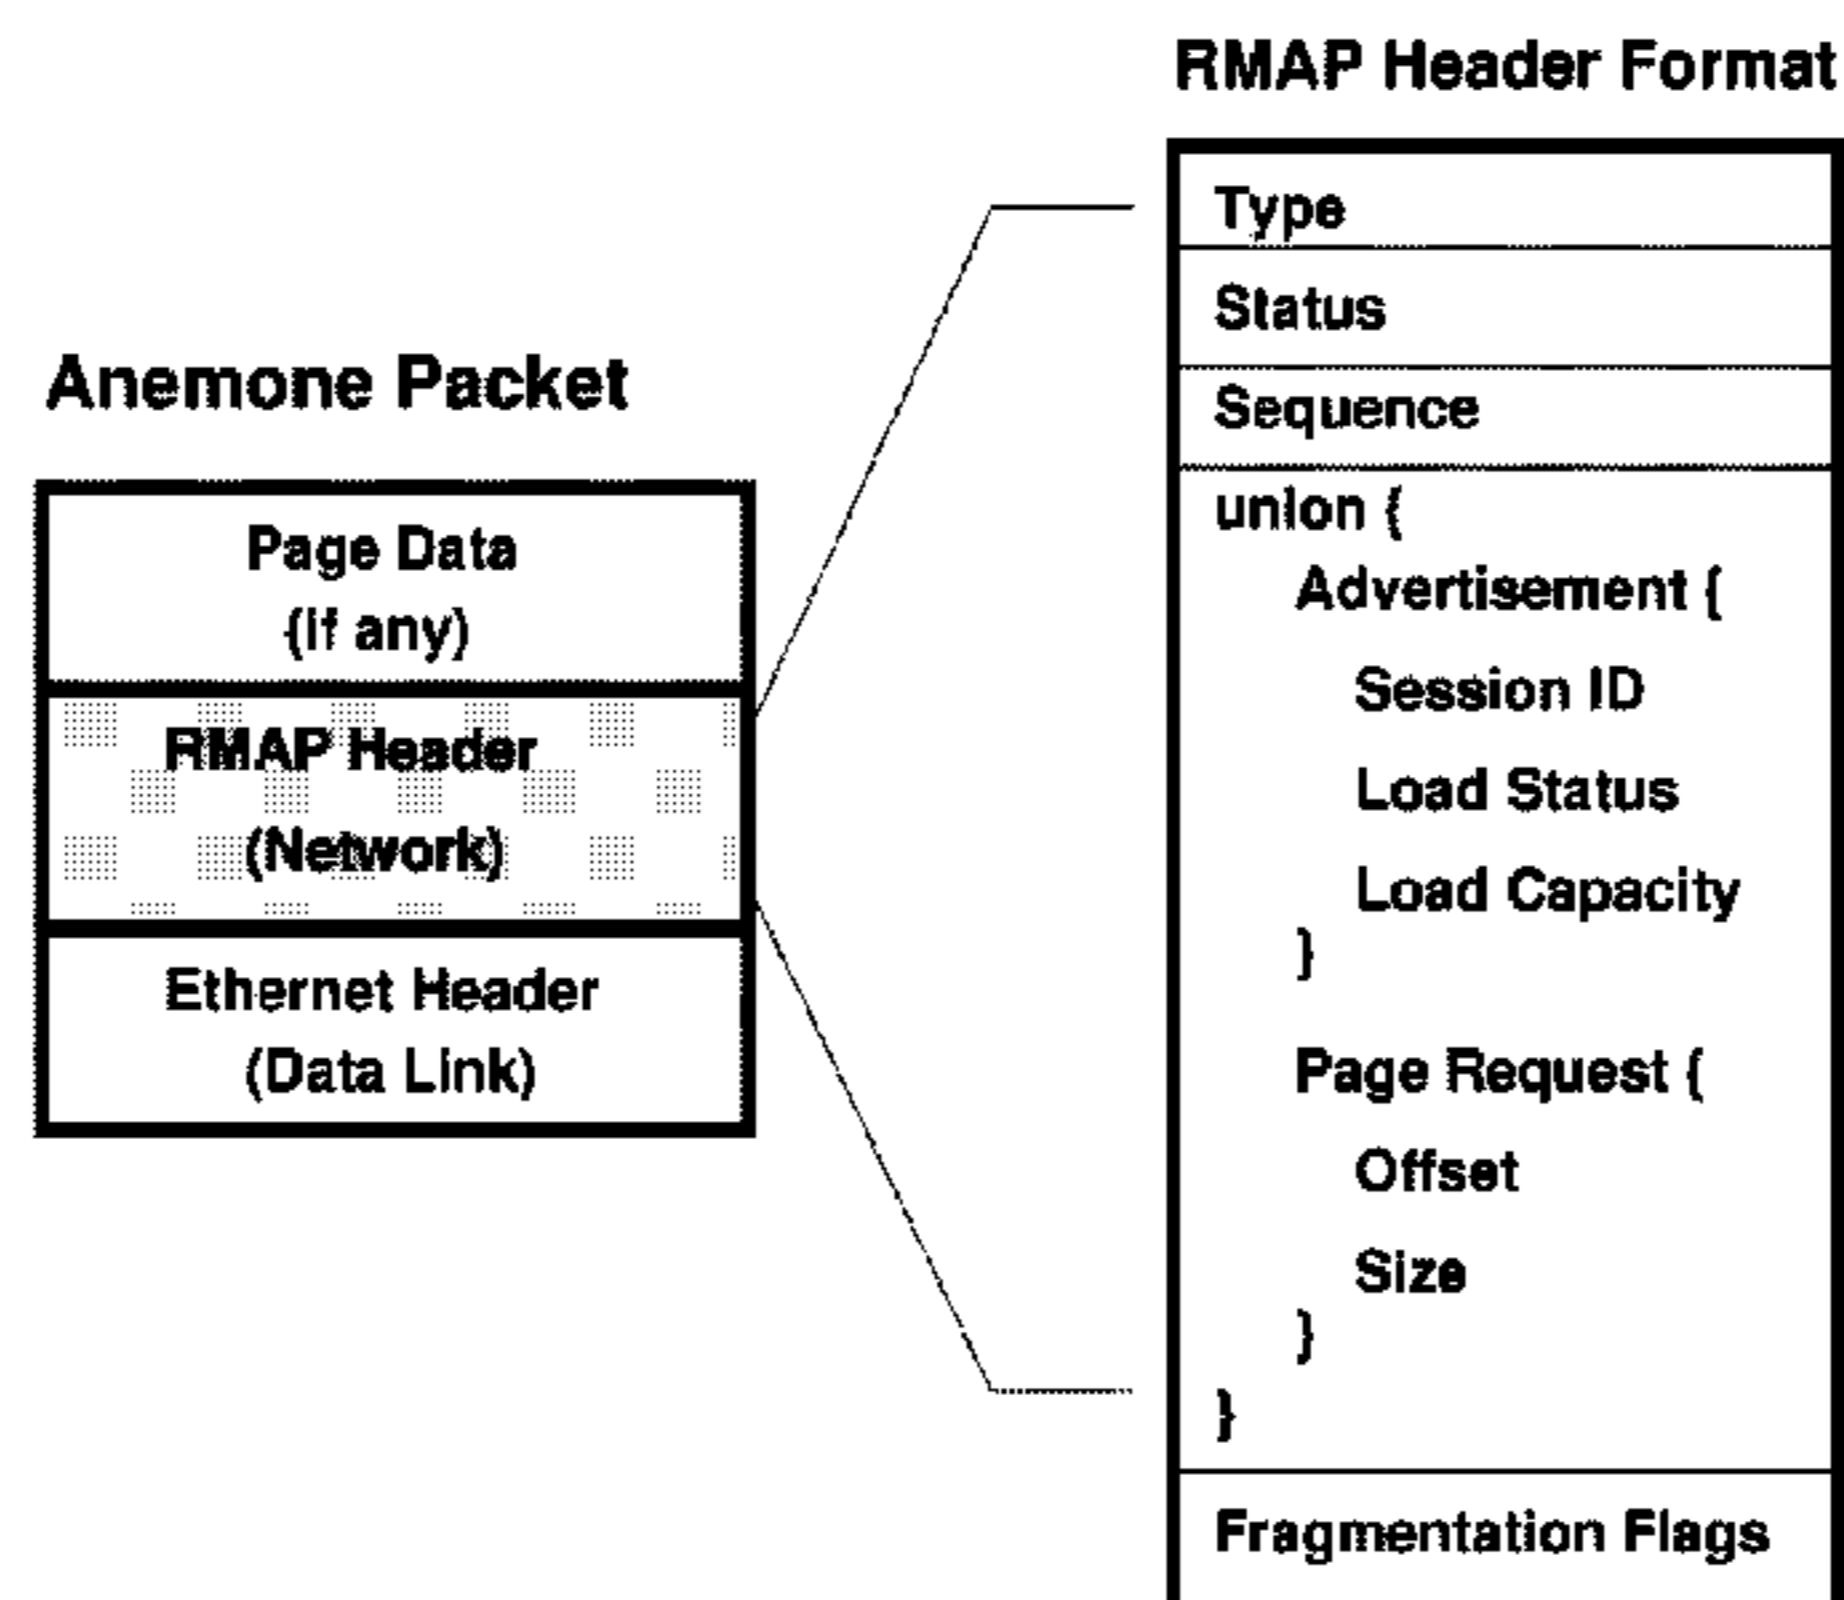 RMAP Header Format
Type
Status
Sequence
union {
Advertisement {
Session ID
Load Status
Load Capacity
}
Page Request {
Offset
Size
}
}
Fragmentation Flags
Anemone Packet
Page Data
(if any)
RMAP Header
(Network)
Ethernet Header
(Data Link)